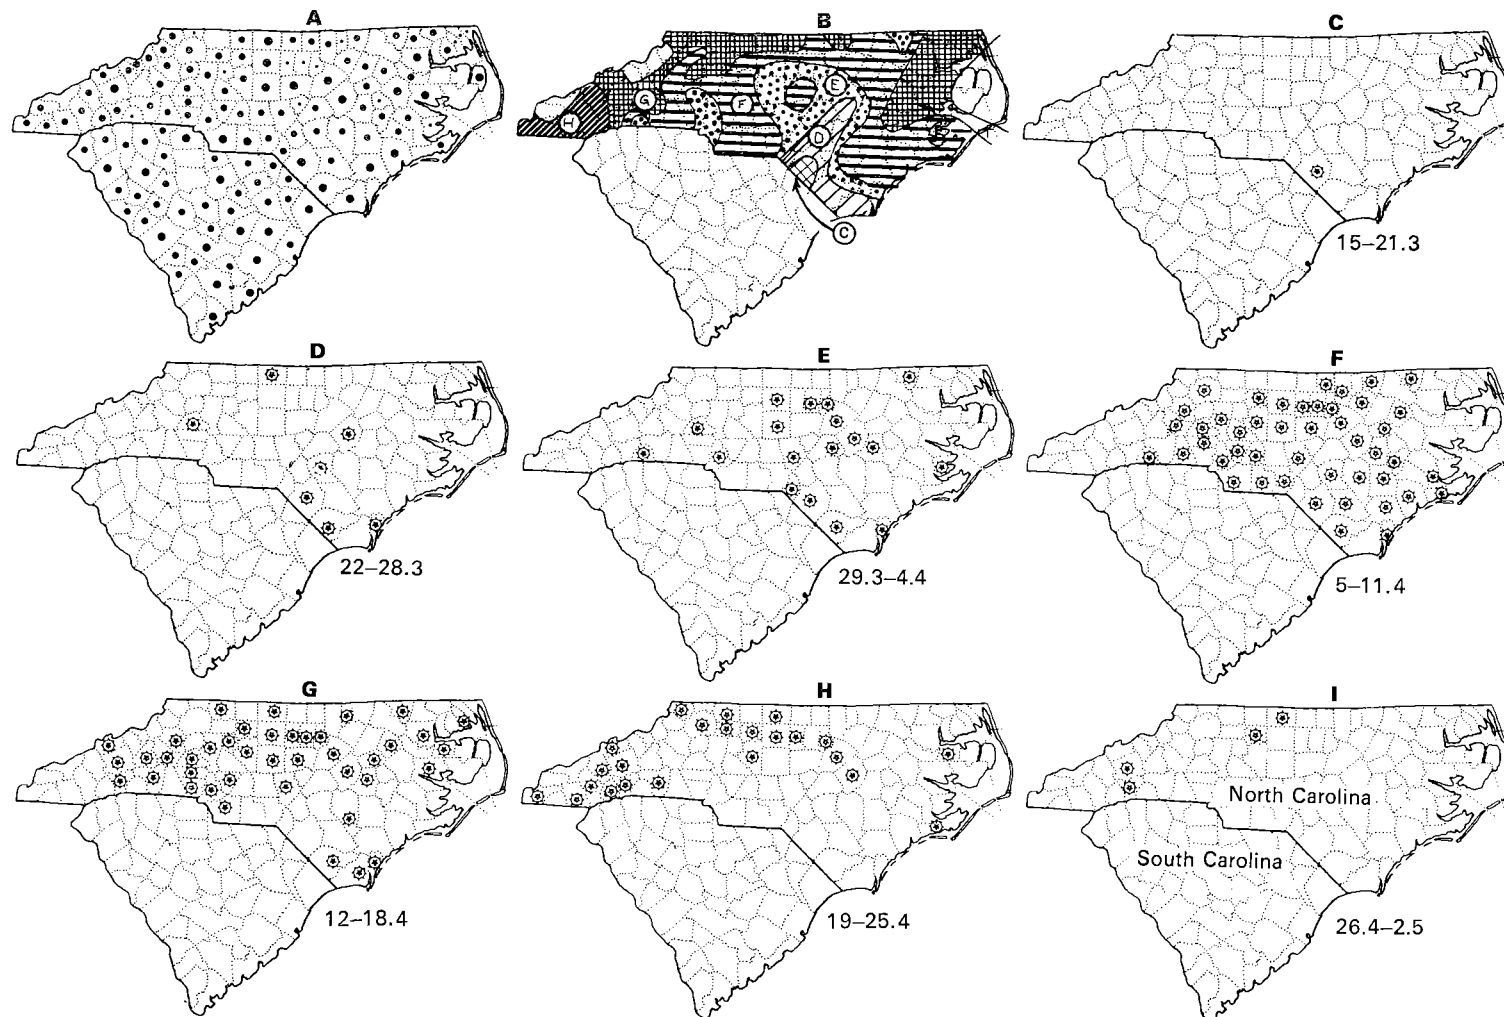 A
B
C
H
G
F
E
D
C
15–21.3
D
E
F
22–28.3
29.3–4.4
5–11.4
G
H
I
North Carolina
South Carolina
12–18.4
19–25.4
26.4–2.5